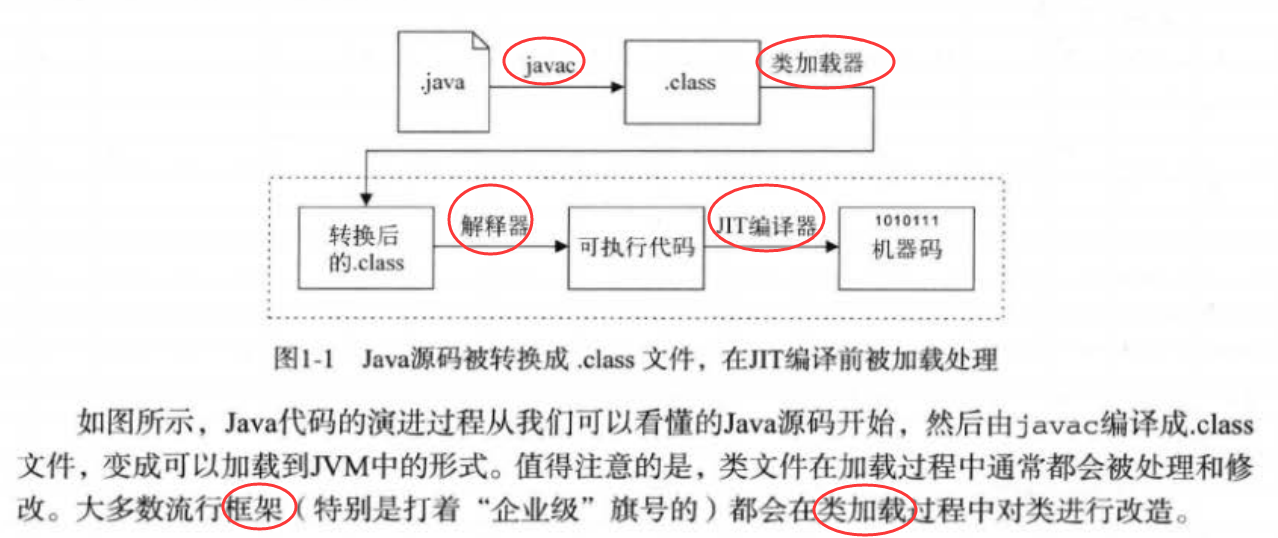 javac
类加载器
.java
.class
解释器
JIT编译器
1010111
转换后
的.class
可执行代码
机器码
图1-1 Java源码被转换成 .class 文件，在JIT编译前被加载处理
如图所示，Java代码的演进过程从我们可以看懂的Java源码开始，然后由javac编译成.class
文件，变成可以加载到JVM中的形式。值得注意的是，类文件在加载过程中通常都会被处理和修
改。大多数流行框架（特别是打着“企业级”旗号的）都会在类加载过程中对类进行改造。